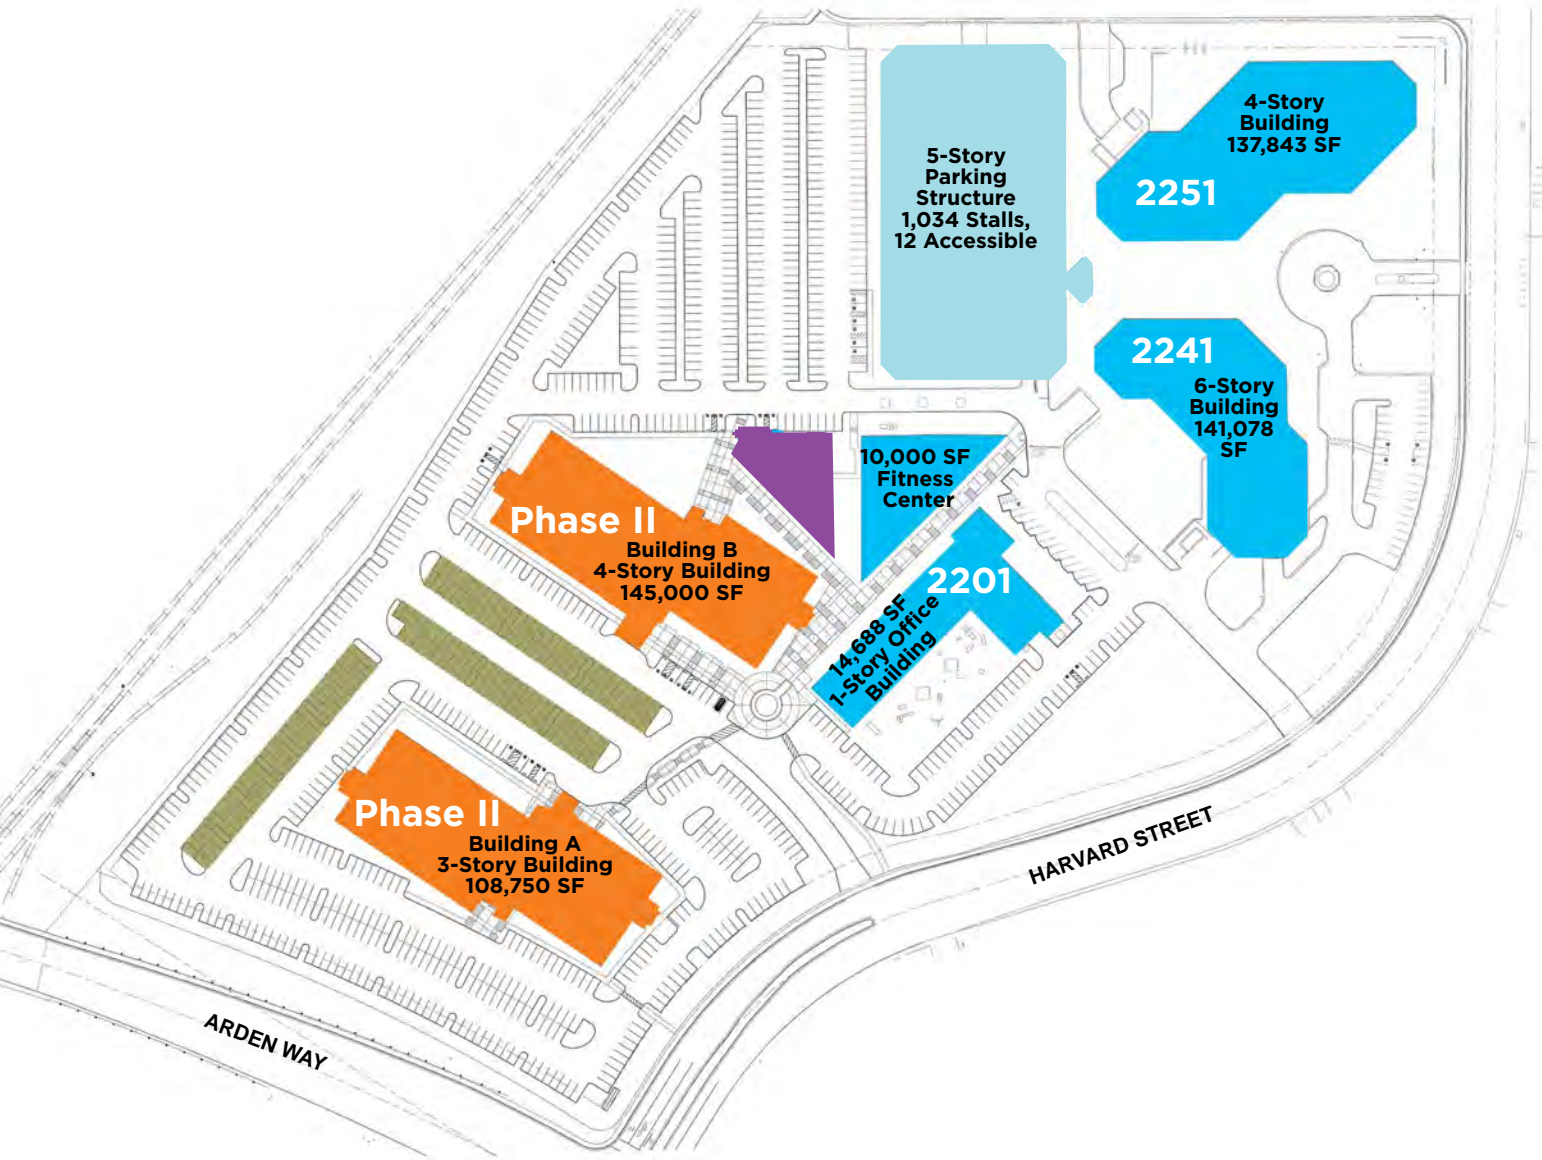 4-Story
Building
137,843 SF
2251
5-Story
Parking
Structure
1,034 Stalls,
12 Accessible
2241
6-Story
Building
141,078
SF
10,000 SF
Fitness
Center
Phase II
Building B
4-Story Building
145,000 SF
2201
14,688 SF
1-Story Office
Building
Phase II
Building A
3-Story Building
108,750 SF
HARVARD STREET
ARDEN WAY